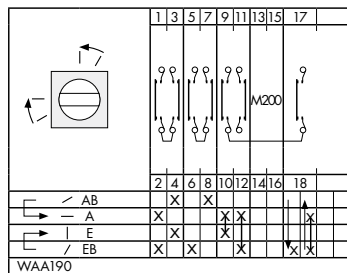 1 3 5 7 9 11 13 15 17
M200
2 4 6 8 10 12 14 16 18
AB X X
A X X X X
E X X
EB X X X X X
WAA190